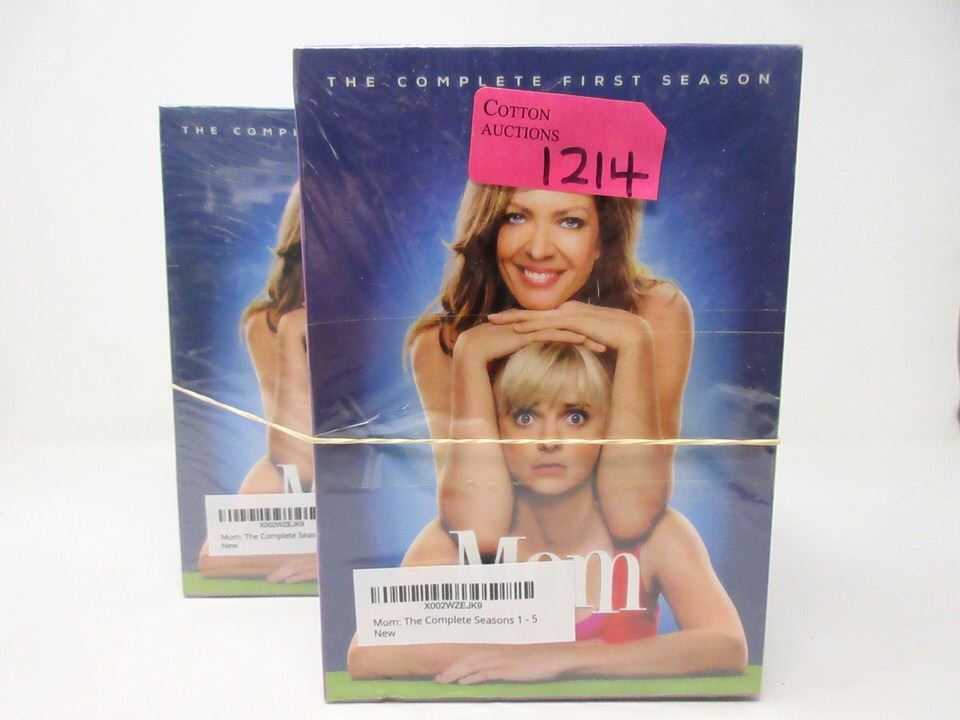 THE COMPLETE FIRST SEASON
COTTON
AUCTIONS
1214
Mom
X002WZEJK9
Mom: The Complete Seasons 1 - 5
New
THE COMPL
M
X002WZEJK9
Mom: The Complete Seas
New